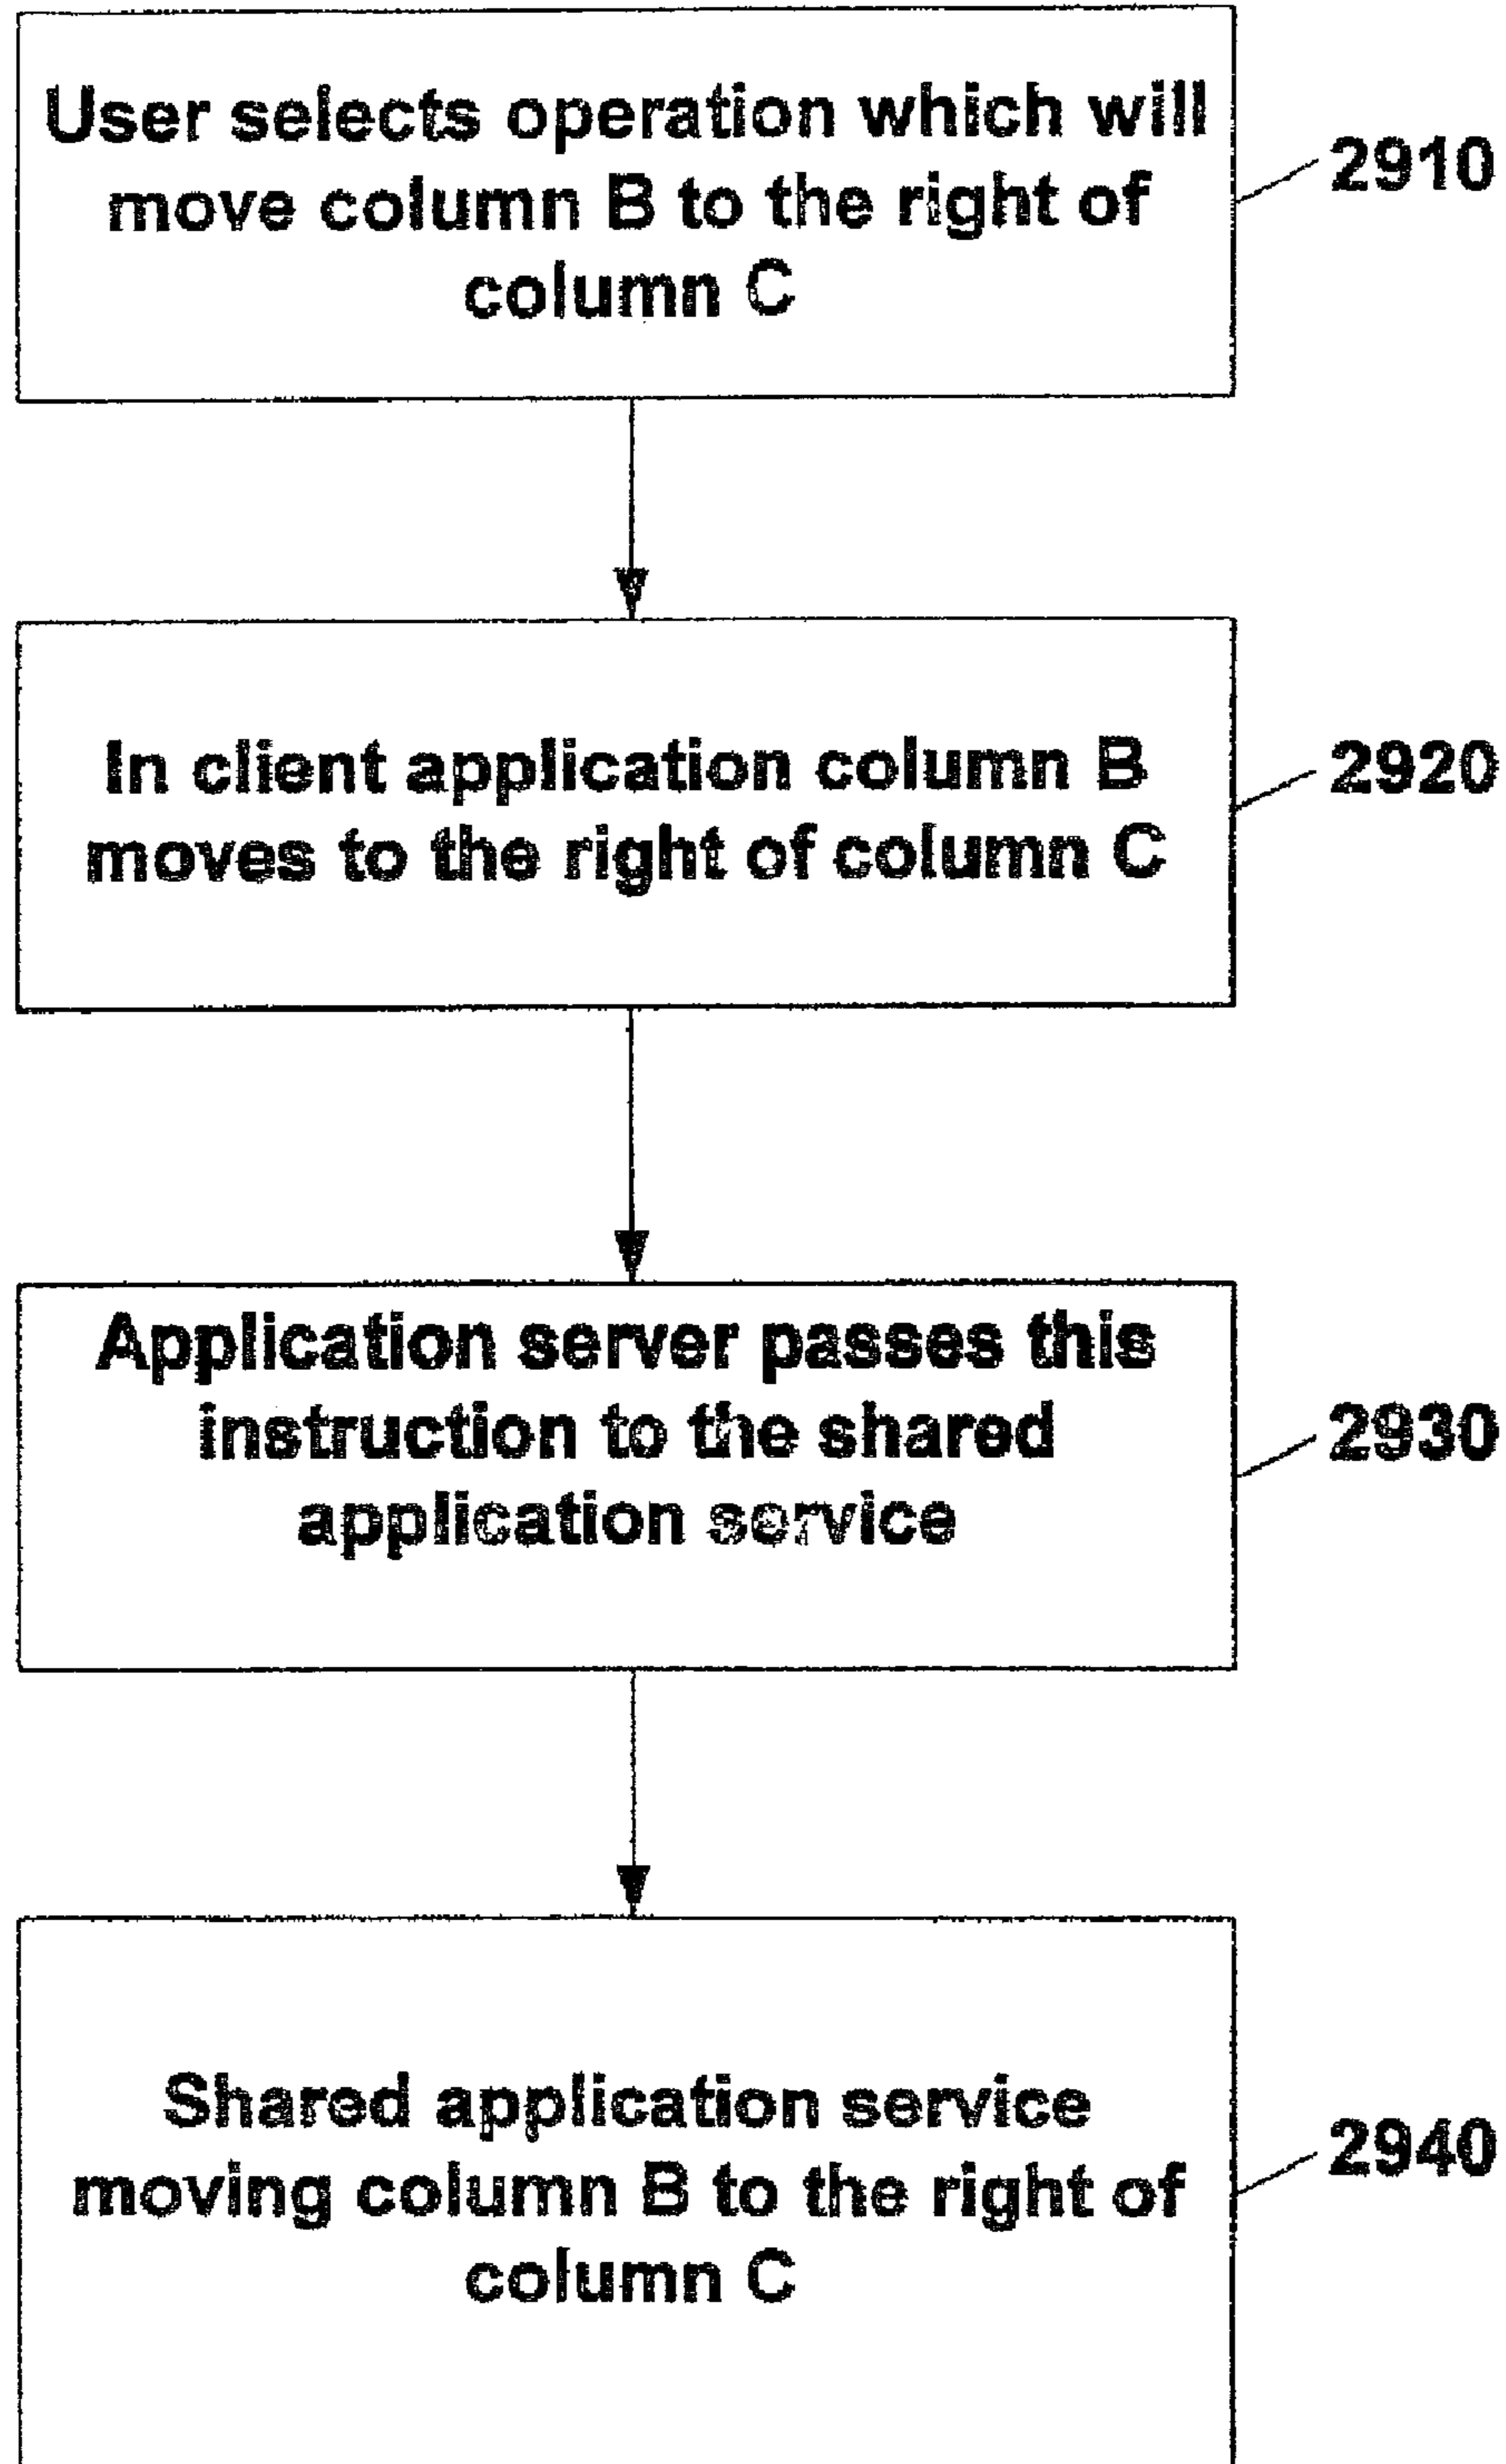 User selects operation which will
move column B to the right of
column C
2910
In client application column B
moves to the right of column C
2920
Application server passes this
instruction to the shared
application service
2930
Shared application service
moving column B to the right of
column C
2940